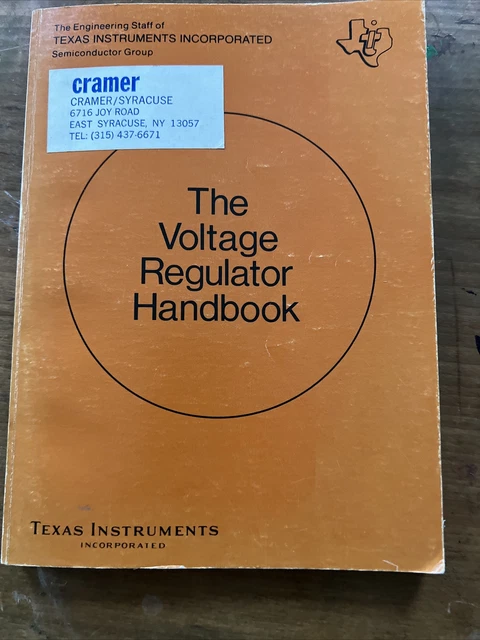 The Engineering Staff of
TEXAS INSTRUMENTS INCORPORATED
Semiconductor Group
cramer
CRAMER/SYRACUSE
6716 JOY ROAD
EAST SYRACUSE, NY 13057
TEL: (315) 437-6671
The
Voltage
Regulator
Handbook
TEXAS INSTRUMENTS
INCORPORATED